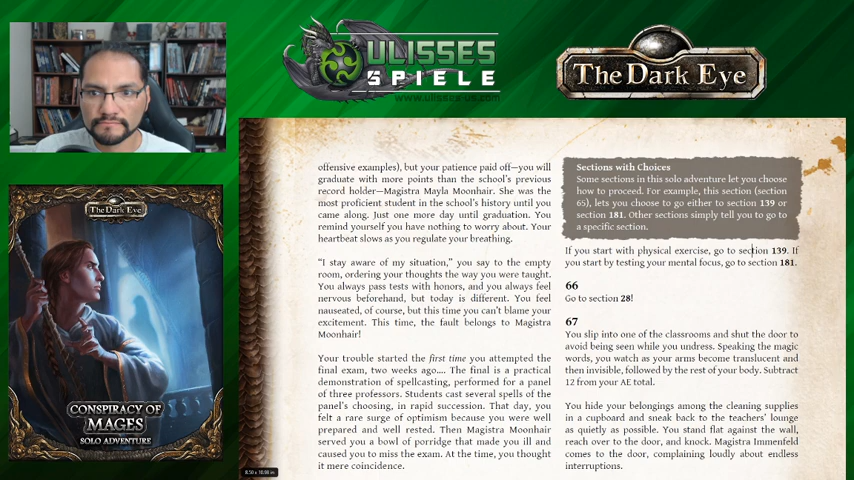 ULISSES
SPIELE
www.ulisses-us.com
The Dark Eye
The Dark Eye
CONSPIRACY OF
MAGES
SOLO ADVENTURE
offensive examples), but your patience paid off—you will
graduate with more points than the school's previous
record holder—Magistra Mayla Moonhair. She was the
most proficient student in the school's history until you
came along. Just one more day until graduation. You
remind yourself you have nothing to worry about. Your
heartbeat slows as you regulate your breathing.
“I stay aware of my situation,” you say to the empty
room, ordering your thoughts the way you were taught.
You always pass tests with honors, and you always feel
nervous beforehand, but today is different. You feel
nauseated, of course, but this time you can't blame your
excitement. This time, the fault belongs to Magistra
Moonhair!
Your trouble started the first time you attempted the
final exam, two weeks ago.... The final is a practical
demonstration of spellcasting, performed for a panel
of three professors. Students cast several spells of the
panel's choosing, in rapid succession. That day, you
felt a rare surge of optimism because you were well
prepared and well rested. Then Magistra Moonhair
served you a bowl of porridge that made you ill and
caused you to miss the exam. At the time, you thought
it mere coincidence.
Sections with Choices
Some sections in this solo adventure let you choose
how to proceed. For example, this section (section
65), lets you choose to go either to section 139 or
section 181. Other sections simply tell you to go to
a specific section.
If you start with physical exercise, go to section 139. If
you start by testing your mental focus, go to section 181.
66
Go to section 28!
67
You slip into one of the classrooms and shut the door to
avoid being seen while you undress. Speaking the magic
words, you watch as your arms become translucent and
then invisible, followed by the rest of your body. Subtract
12 from your AE total.
You hide your belongings among the cleaning supplies
in a cupboard and sneak back to the teachers' lounge
as quietly as possible. You stand flat against the wall,
reach over to the door, and knock. Magistra Immenfeld
comes to the door, complaining loudly about endless
interruptions.